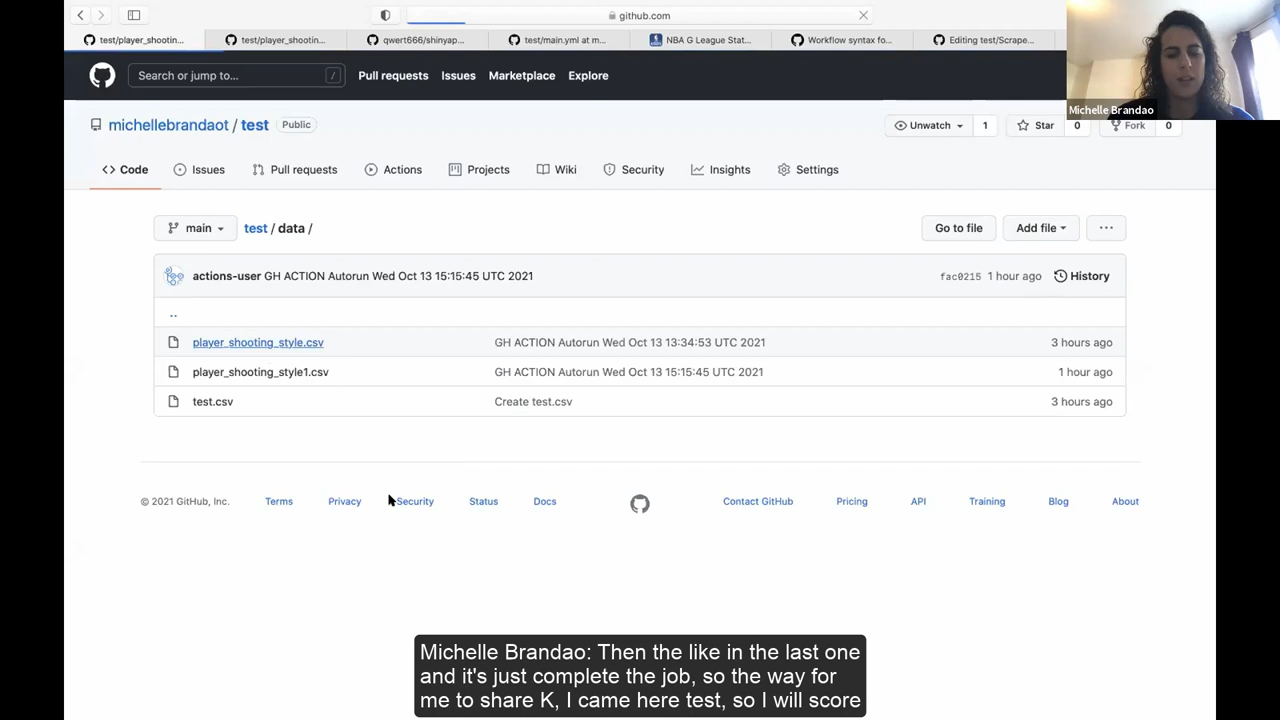 github.com
test/player_shootin...
test/player_shootin...
qwert666/shinyap...
test/main.yml at m...
NBA G League Stat...
Workflow syntax fo...
Editing test/Scrape...
Search or jump to...
/
Pull requests
Issues
Marketplace
Explore
Michelle Brandao
michellebrandaot / test
Public
Unwatch
1
Star
0
Fork
0
Code
Issues
Pull requests
Actions
Projects
Wiki
Security
Insights
Settings
main
test / data /
Go to file
Add file
...
actions-user GH ACTION Autorun Wed Oct 13 15:15:45 UTC 2021
fac0215 1 hour ago
History
..
player_shooting_style.csv GH ACTION Autorun Wed Oct 13 13:34:53 UTC 2021 3 hours ago
player_shooting_style1.csv GH ACTION Autorun Wed Oct 13 15:15:45 UTC 2021 1 hour ago
test.csv Create test.csv 3 hours ago
© 2021 GitHub, Inc. Terms Privacy Security Status Docs Contact GitHub Pricing API Training Blog About
Michelle Brandao: Then the like in the last one
and it's just complete the job, so the way for
me to share K, I came here test, so I will score